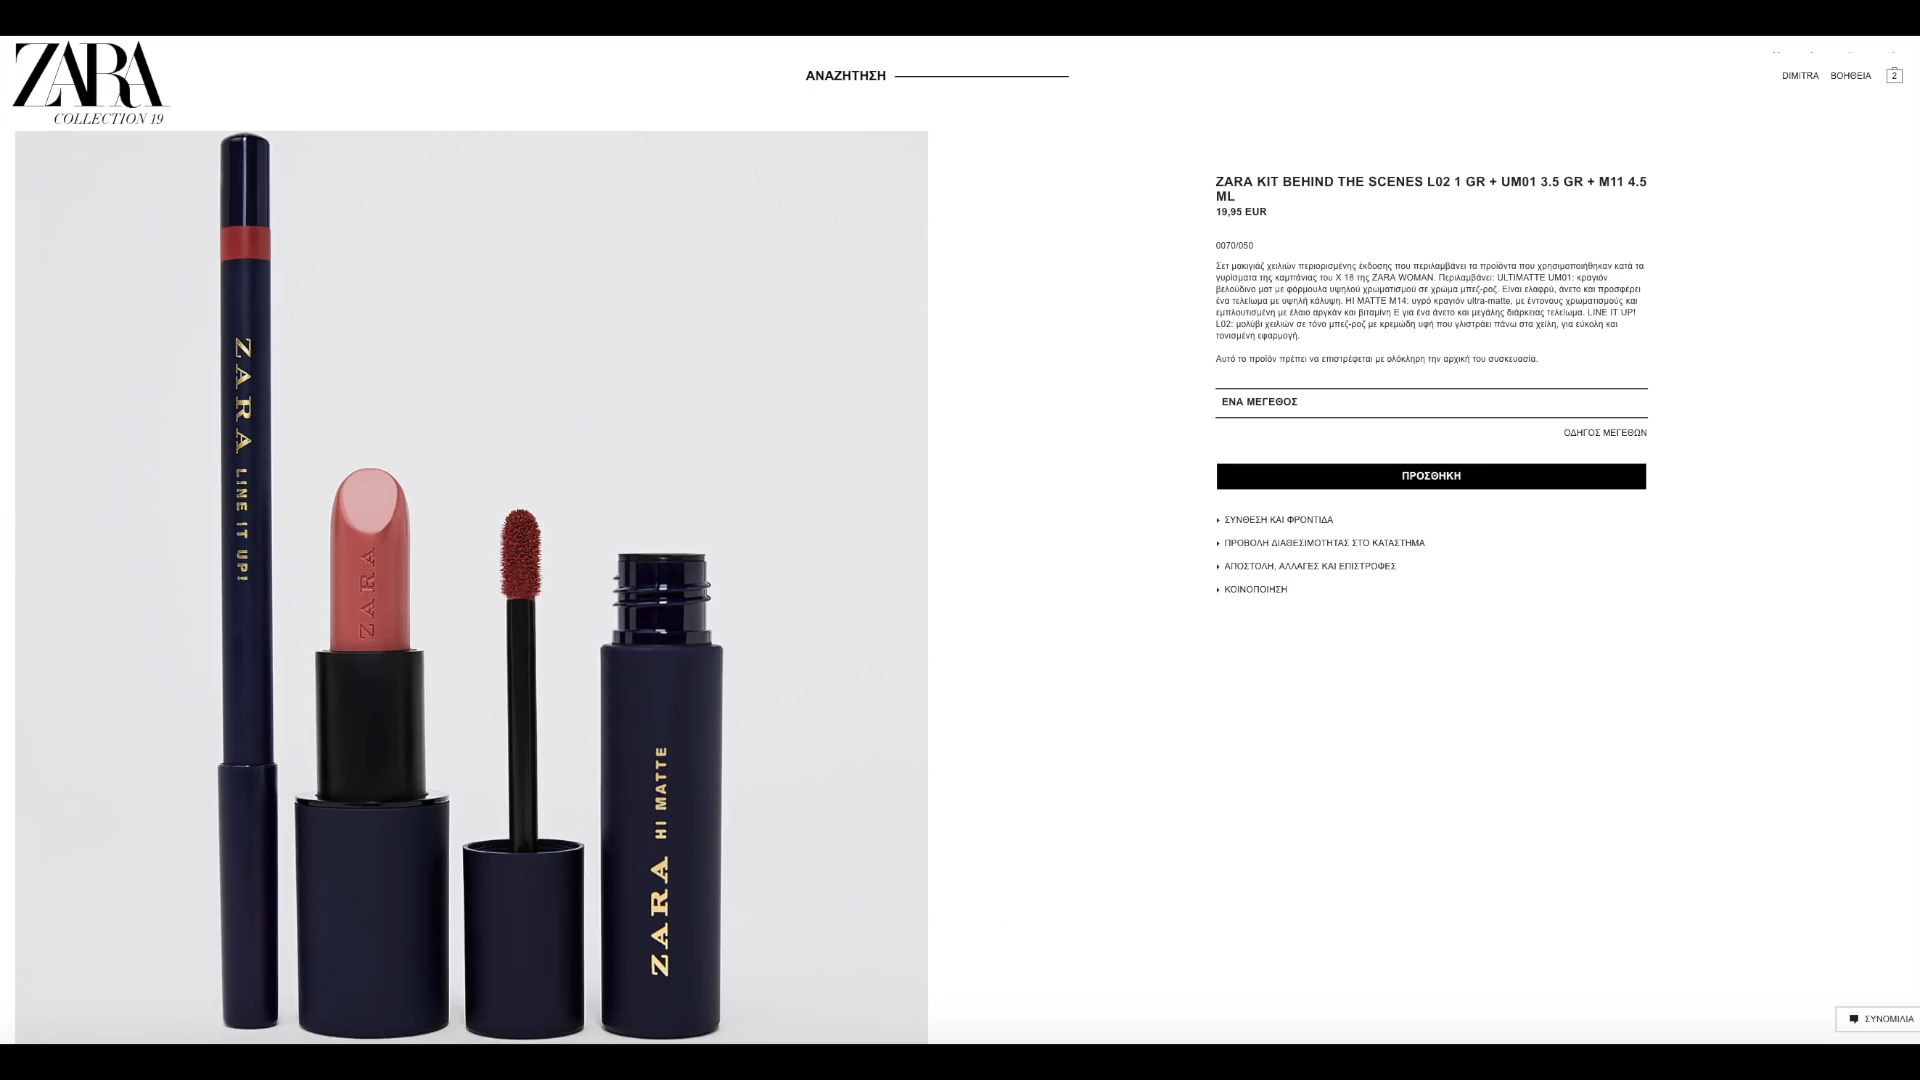 ZARA
COLLECTION 19
ΑΝΑΖΗΤΗΣΗ
DIMITRA ΒΟΗΘΕΙΑ 2
ZARA LINE IT UP!
ZARA
ZARA HI MATTE
ZARA KIT BEHIND THE SCENES L02 1 GR + UM01 3.5 GR + M11 4.5
ML
19,95 EUR
0070/050
Σετ μακιγιάζ χειλιών περιορισμένης έκδοσης που περιλαμβάνει τα προϊόντα που χρησιμοποιήθηκαν κατά τα
γυρίσματα της καμπάνιας του Χ 18 της ZARA WOMAN. Περιλαμβάνει: ULTIMATTE UM01: κραγιόν
βελούδινο ματ με φόρμουλα υψηλού χρωματισμού σε χρώμα μπεζ-ροζ. Είναι ελαφρύ, άνετο και προσφέρει
ένα τελείωμα με υψηλή κάλυψη. HI MATTE M14: υγρό κραγιόν ultra-matte, με έντονους χρωματισμούς και
εμπλουτισμένη με έλαιο αργκάν και βιταμίνη Ε για ένα άνετο και μεγάλης διάρκειας τελείωμα. LINE IT UP!
L02: μολύβι χειλιών σε τόνο μπεζ-ροζ με κρεμώδη υφή που γλιστράει πάνω στα χείλη, για εύκολη και
τονισμένη εφαρμογή.
Αυτό το προϊόν πρέπει να επιστρέφεται με ολόκληρη την αρχική του συσκευασία.
ΕΝΑ ΜΕΓΕΘΟΣ
ΟΔΗΓΟΣ ΜΕΓΕΘΩΝ
ΠΡΟΣΘΗΚΗ
ΣΥΝΘΕΣΗ ΚΑΙ ΦΡΟΝΤΙΔΑ
ΠΡΟΒΟΛΗ ΔΙΑΘΕΣΙΜΟΤΗΤΑΣ ΣΤΟ ΚΑΤΑΣΤΗΜΑ
ΑΠΟΣΤΟΛΗ, ΑΛΛΑΓΕΣ ΚΑΙ ΕΠΙΣΤΡΟΦΕΣ
ΚΟΙΝΟΠΟΙΗΣΗ
ΣΥΝΟΜΙΛΙΑ